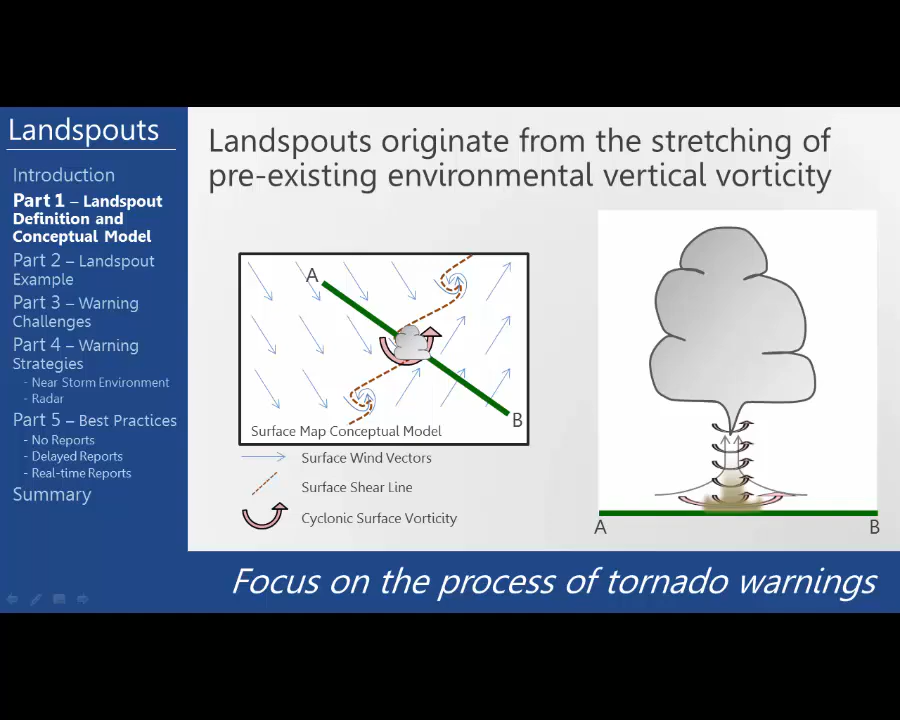 Landspouts
Introduction
Part 1 – Landspout
Definition and
Conceptual Model
Part 2 – Landspout
Example
Part 3 – Warning
Challenges
Part 4 – Warning
Strategies
- Near Storm Environment
- Radar
Part 5 – Best Practices
- No Reports
- Delayed Reports
- Real-time Reports
Summary
Landspouts originate from the stretching of
pre-existing environmental vertical vorticity
A
B
Surface Map Conceptual Model
Surface Wind Vectors
Surface Shear Line
Cyclonic Surface Vorticity
A
B
Focus on the process of tornado warnings